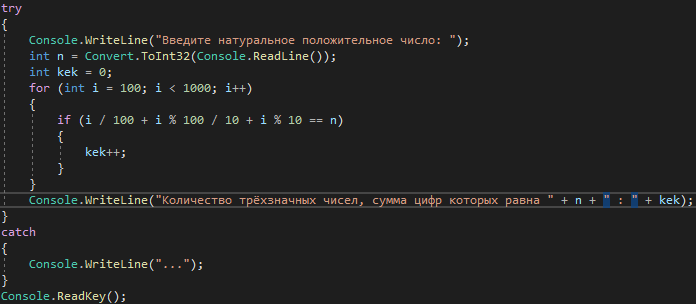 try
{
Console.WriteLine("Введите натуральное положительное число: ");
int n = Convert.ToInt32(Console.ReadLine());
int kek = 0;
for (int i = 100; i < 1000; i++)
{
if (i / 100 + i % 100 / 10 + i % 10 == n)
{
kek++;
}
}
Console.WriteLine("Количество трёхзначных чисел, сумма цифр которых равна " + n + " : " + kek);
}
catch
{
Console.WriteLine("...");
}
Console.ReadKey();